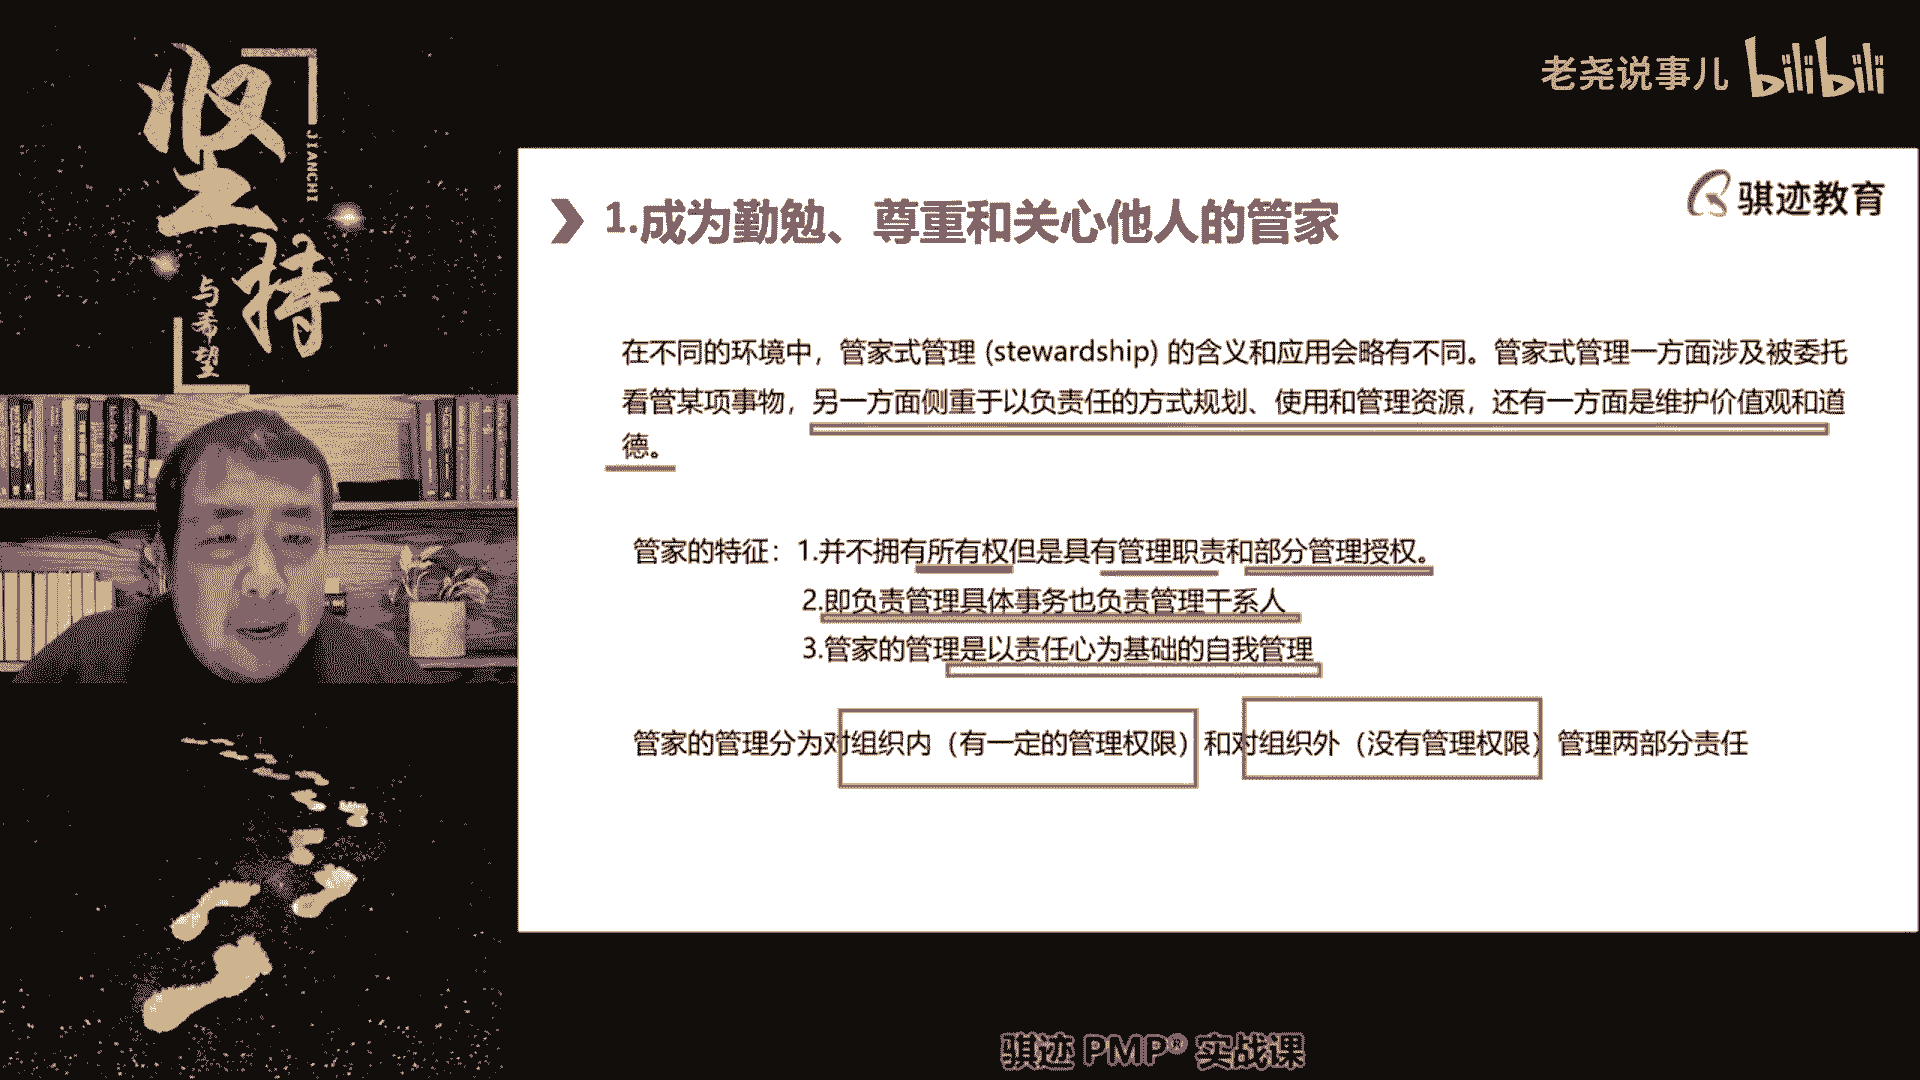 坚持
JIANCHI
与希望
老尧说事儿 bilibili
骐迹教育
1.成为勤勉、尊重和关心他人的管家
在不同的环境中，管家式管理 (stewardship) 的含义和应用会略有不同。管家式管理一方面涉及被委托
看管某项事物，另一方面侧重于以负责任的方式规划、使用和管理资源，还有一方面是维护价值观和道
德。
管家的特征：1.并不拥有所有权但是具有管理职责和部分管理授权。
2.即负责管理具体事务也负责管理干系人
3.管家的管理是以责任心为基础的自我管理
管家的管理分为对组织内（有一定的管理权限）和对组织外（没有管理权限）管理两部分责任
骐迹 PMP® 实战课